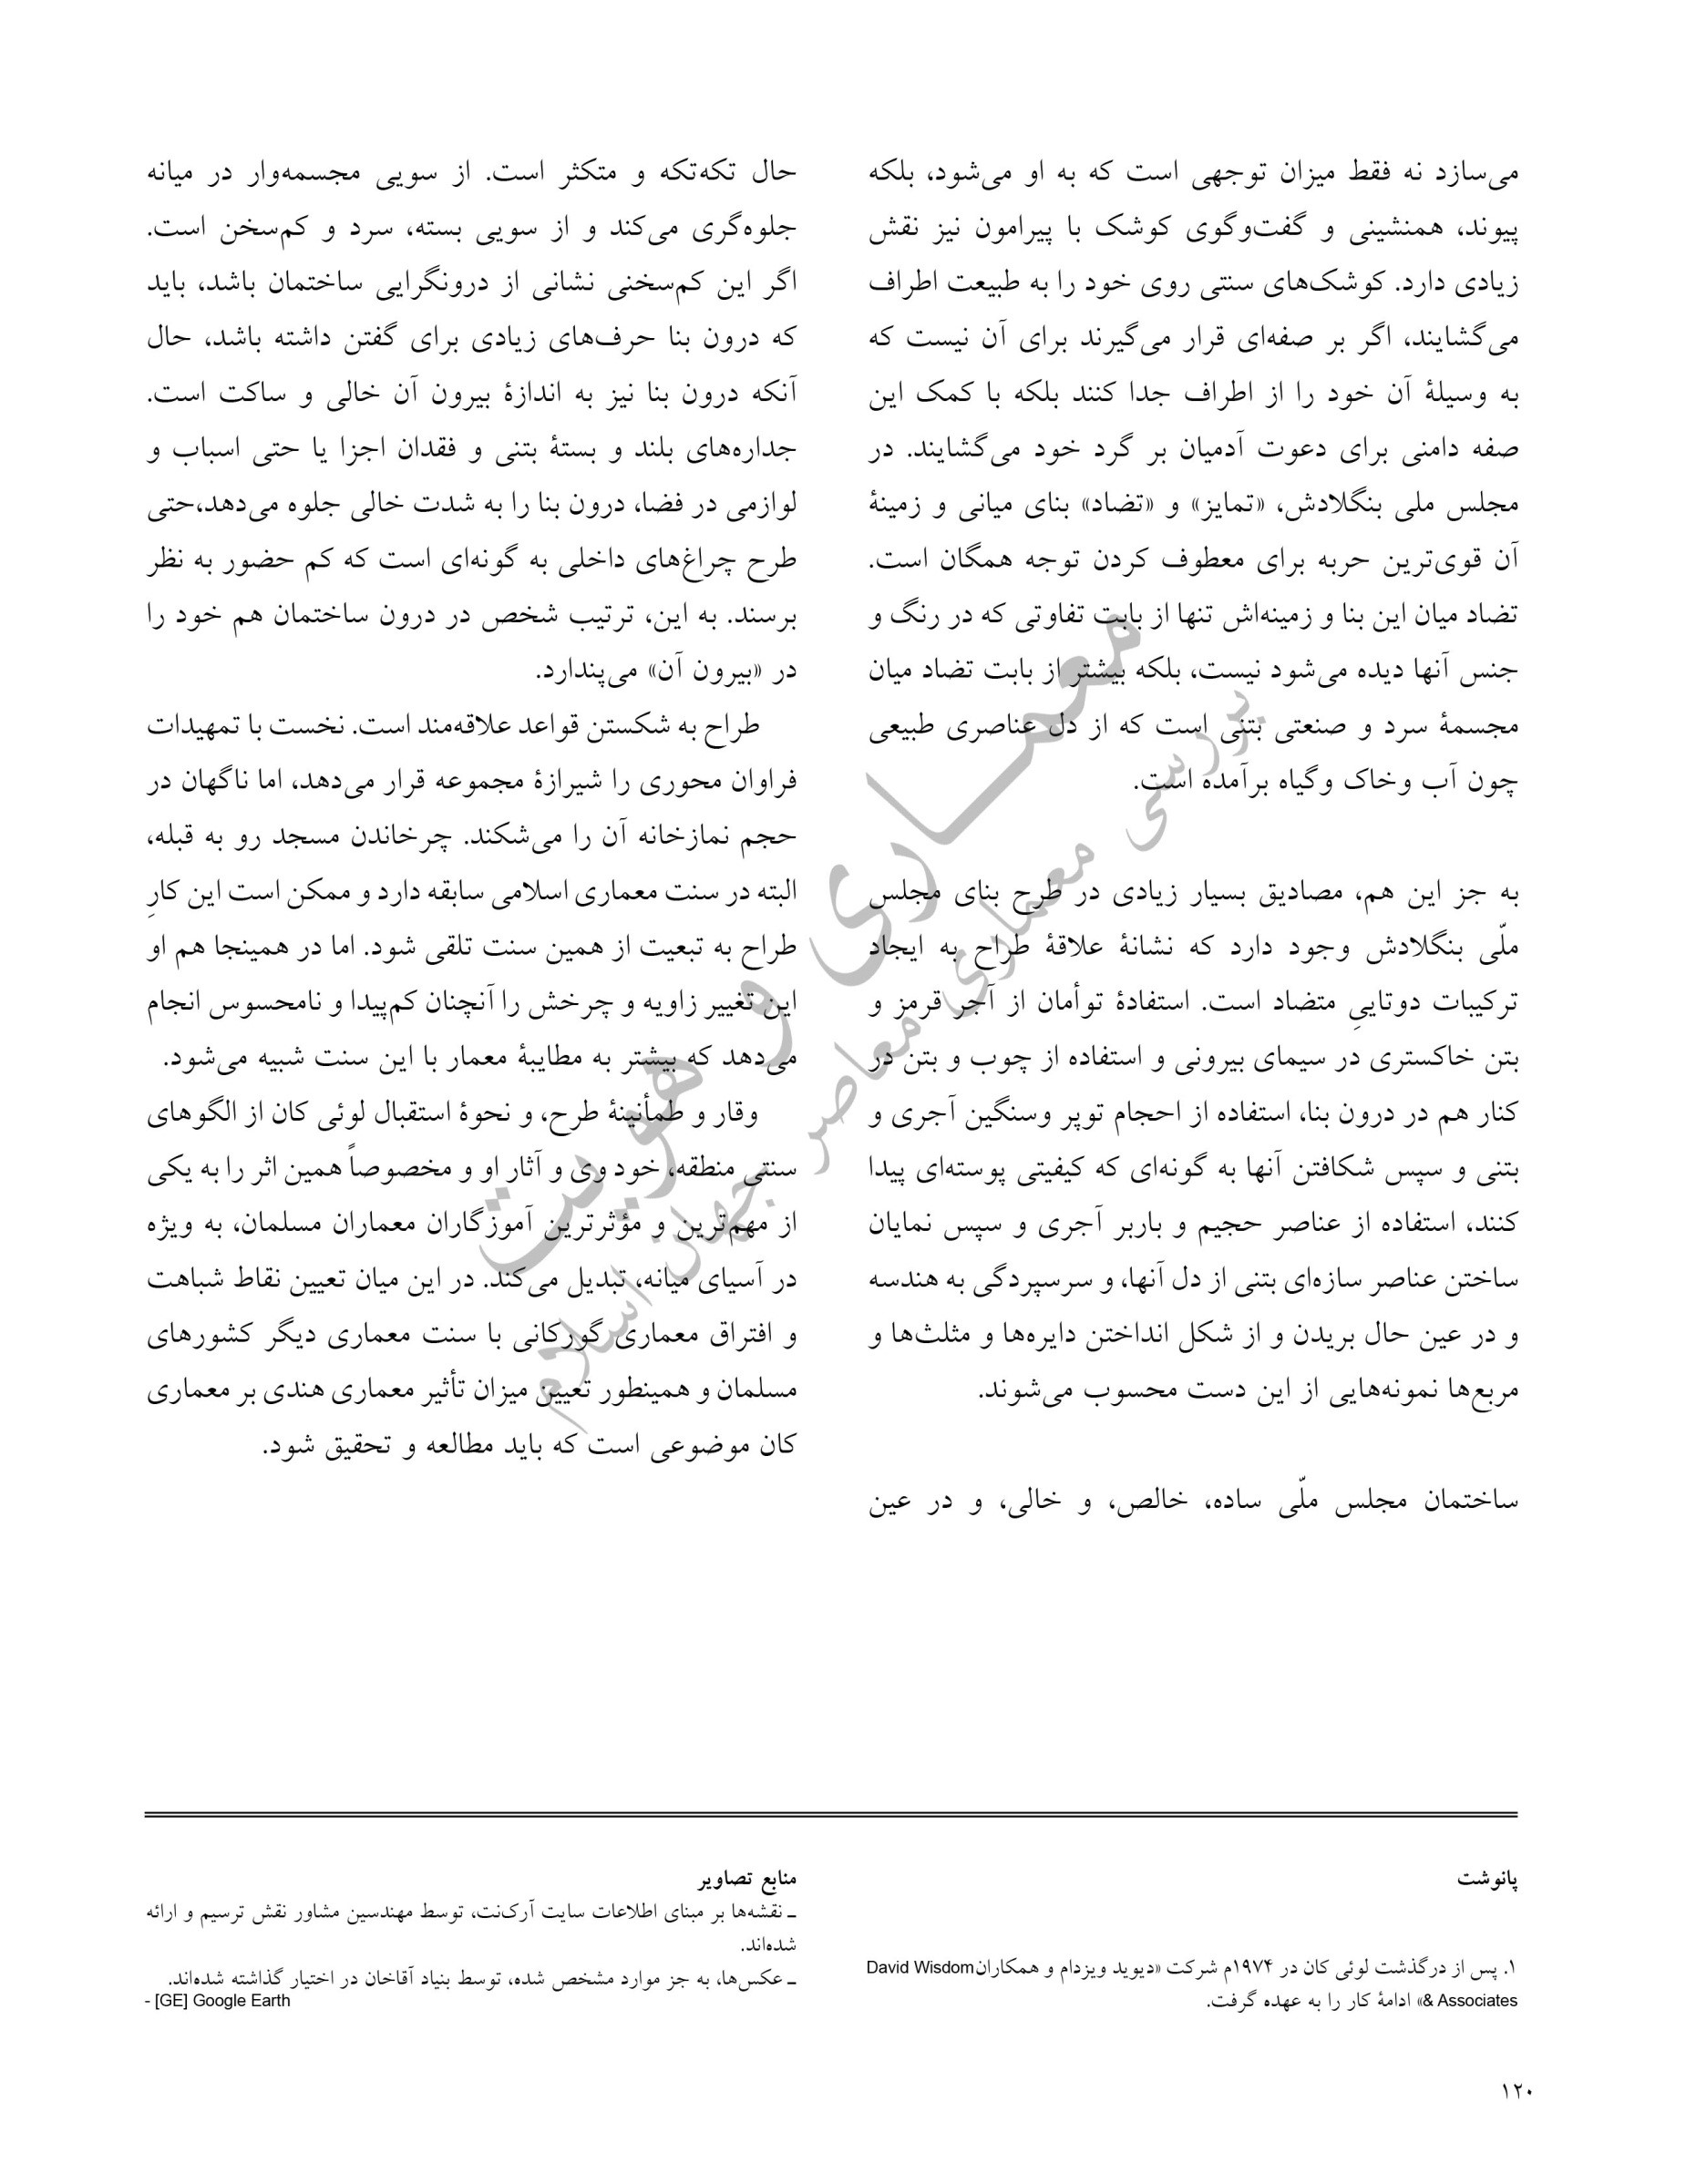 می‌سازد نه فقط میزان توجهی است که به او می‌شود، بلکه
پیوند، همنشینی و گفت‌وگوی کوشک با پیرامون نیز نقش
زیادی دارد. کوشک‌های سنتی روی خود را به طبیعت اطراف
می‌گشایند، اگر بر صفه‌ای قرار می‌گیرند برای آن نیست که
به وسیلهٔ آن خود را از اطراف جدا کنند بلکه با کمک این
صفه دامنی برای دعوت آدمیان بر گرد خود می‌گشایند. در
مجلس ملی بنگلادش، «تمایز» و «تضاد» بنای میانی و زمینهٔ
آن قوی‌ترین حربه برای معطوف کردن توجه همگان است.
تضاد میان این بنا و زمینه‌اش تنها از بابت تفاوتی که در رنگ و
جنس آنها دیده می‌شود نیست، بلکه بیشتر از بابت تضاد میان
مجسمهٔ سرد و صنعتی بتنی است که از دل عناصری طبیعی
چون آب وخاک وگیاه برآمده است.
به جز این هم، مصادیق بسیار زیادی در طرح بنای مجلس
ملّی بنگلادش وجود دارد که نشانهٔ علاقهٔ طراح به ایجاد
ترکیبات دوتاییِ متضاد است. استفادهٔ توأمان از آجر قرمز و
بتن خاکستری در سیمای بیرونی و استفاده از چوب و بتن در
کنار هم در درون بنا، استفاده از احجام توپر وسنگین آجری و
بتنی و سپس شکافتن آنها به گونه‌ای که کیفیتی پوسته‌ای پیدا
کنند، استفاده از عناصر حجیم و باربر آجری و سپس نمایان
ساختن عناصر سازه‌ای بتنی از دل آنها، و سرسپردگی به هندسه
و در عین حال بریدن و از شکل انداختن دایره‌ها و مثلث‌ها و
مربع‌ها نمونه‌هایی از این دست محسوب می‌شوند.
ساختمان مجلس ملّی ساده، خالص، و خالی، و در عین
حال تکه‌تکه و متکثر است. از سویی مجسمه‌وار در میانه
جلوه‌گری می‌کند و از سویی بسته، سرد و کم‌سخن است.
اگر این کم‌سخنی نشانی از درونگرایی ساختمان باشد، باید
که درون بنا حرف‌های زیادی برای گفتن داشته باشد، حال
آنکه درون بنا نیز به اندازهٔ بیرون آن خالی و ساکت است.
جداره‌های بلند و بستهٔ بتنی و فقدان اجزا یا حتی اسباب و
لوازمی در فضا، درون بنا را به شدت خالی جلوه می‌دهد،حتی
طرح چراغ‌های داخلی به گونه‌ای است که کم حضور به نظر
برسند. به این، ترتیب شخص در درون ساختمان هم خود را
در «بیرون آن» می‌پندارد.
طراح به شکستن قواعد علاقه‌مند است. نخست با تمهیدات
فراوان محوری را شیرازهٔ مجموعه قرار می‌دهد، اما ناگهان در
حجم نمازخانه آن را می‌شکند. چرخاندن مسجد رو به قبله،
البته در سنت معماری اسلامی سابقه دارد و ممکن است این کارِ
طراح به تبعیت از همین سنت تلقی شود. اما در همینجا هم او
این تغییر زاویه و چرخش را آنچنان کم‌پیدا و نامحسوس انجام
می‌دهد که بیشتر به مطایبهٔ معمار با این سنت شبیه می‌شود.
وقار و طمأنینهٔ طرح، و نحوهٔ استقبال لوئی کان از الگوهای
سنتی منطقه، خود وی و آثار او و مخصوصاً همین اثر را به یکی
از مهم‌ترین و مؤثرترین آموزگاران معماران مسلمان، به ویژه
در آسیای میانه، تبدیل می‌کند. در این میان تعیین نقاط شباهت
و افتراق معماری گورکانی با سنت معماری دیگر کشورهای
مسلمان و همینطور تعیین میزان تأثیر معماری هندی بر معماری
کان موضوعی است که باید مطالعه و تحقیق شود.
معمـاری و هویت
بررسی معماری معاصر جهان اسلام
پانوشت
۱. پس از درگذشت لوئی کان در ۱۹۷۴م شرکت «دیوید ویزدام و همکاران David Wisdom
& Associates» ادامهٔ کار را به عهده گرفت.
منابع تصاویر
ـ نقشه‌ها بر مبنای اطلاعات سایت آرک‌نت، توسط مهندسین مشاور نقش ترسیم و ارائه
شده‌اند.
ـ عکس‌ها، به جز موارد مشخص شده، توسط بنیاد آقاخان در اختیار گذاشته شده‌اند.
- [GE] Google Earth
۱۲۰